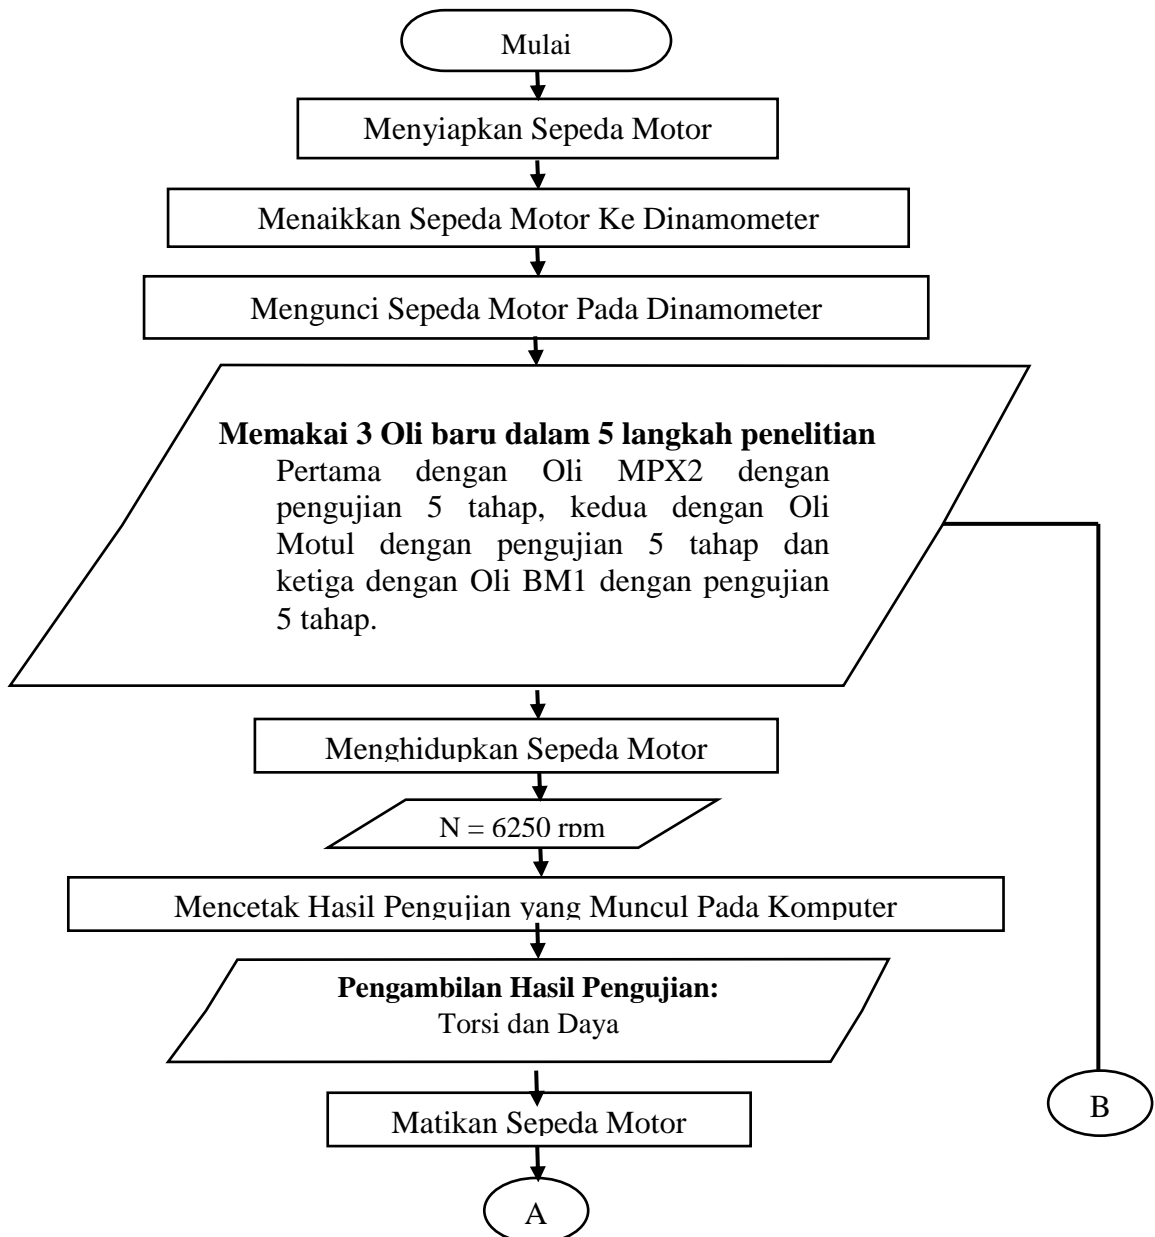 Mulai
Menyiapkan Sepeda Motor
Menaikkan Sepeda Motor Ke Dinamometer
Mengunci Sepeda Motor Pada Dinamometer
Memakai 3 Oli baru dalam 5 langkah penelitian
Pertama dengan Oli MPX2 dengan
pengujian 5 tahap, kedua dengan Oli
Motul dengan pengujian 5 tahap dan
ketiga dengan Oli BM1 dengan pengujian
5 tahap.
Menghidupkan Sepeda Motor
N = 6250 rpm
Mencetak Hasil Pengujian yang Muncul Pada Komputer
Pengambilan Hasil Pengujian:
Torsi dan Daya
Matikan Sepeda Motor
B
A